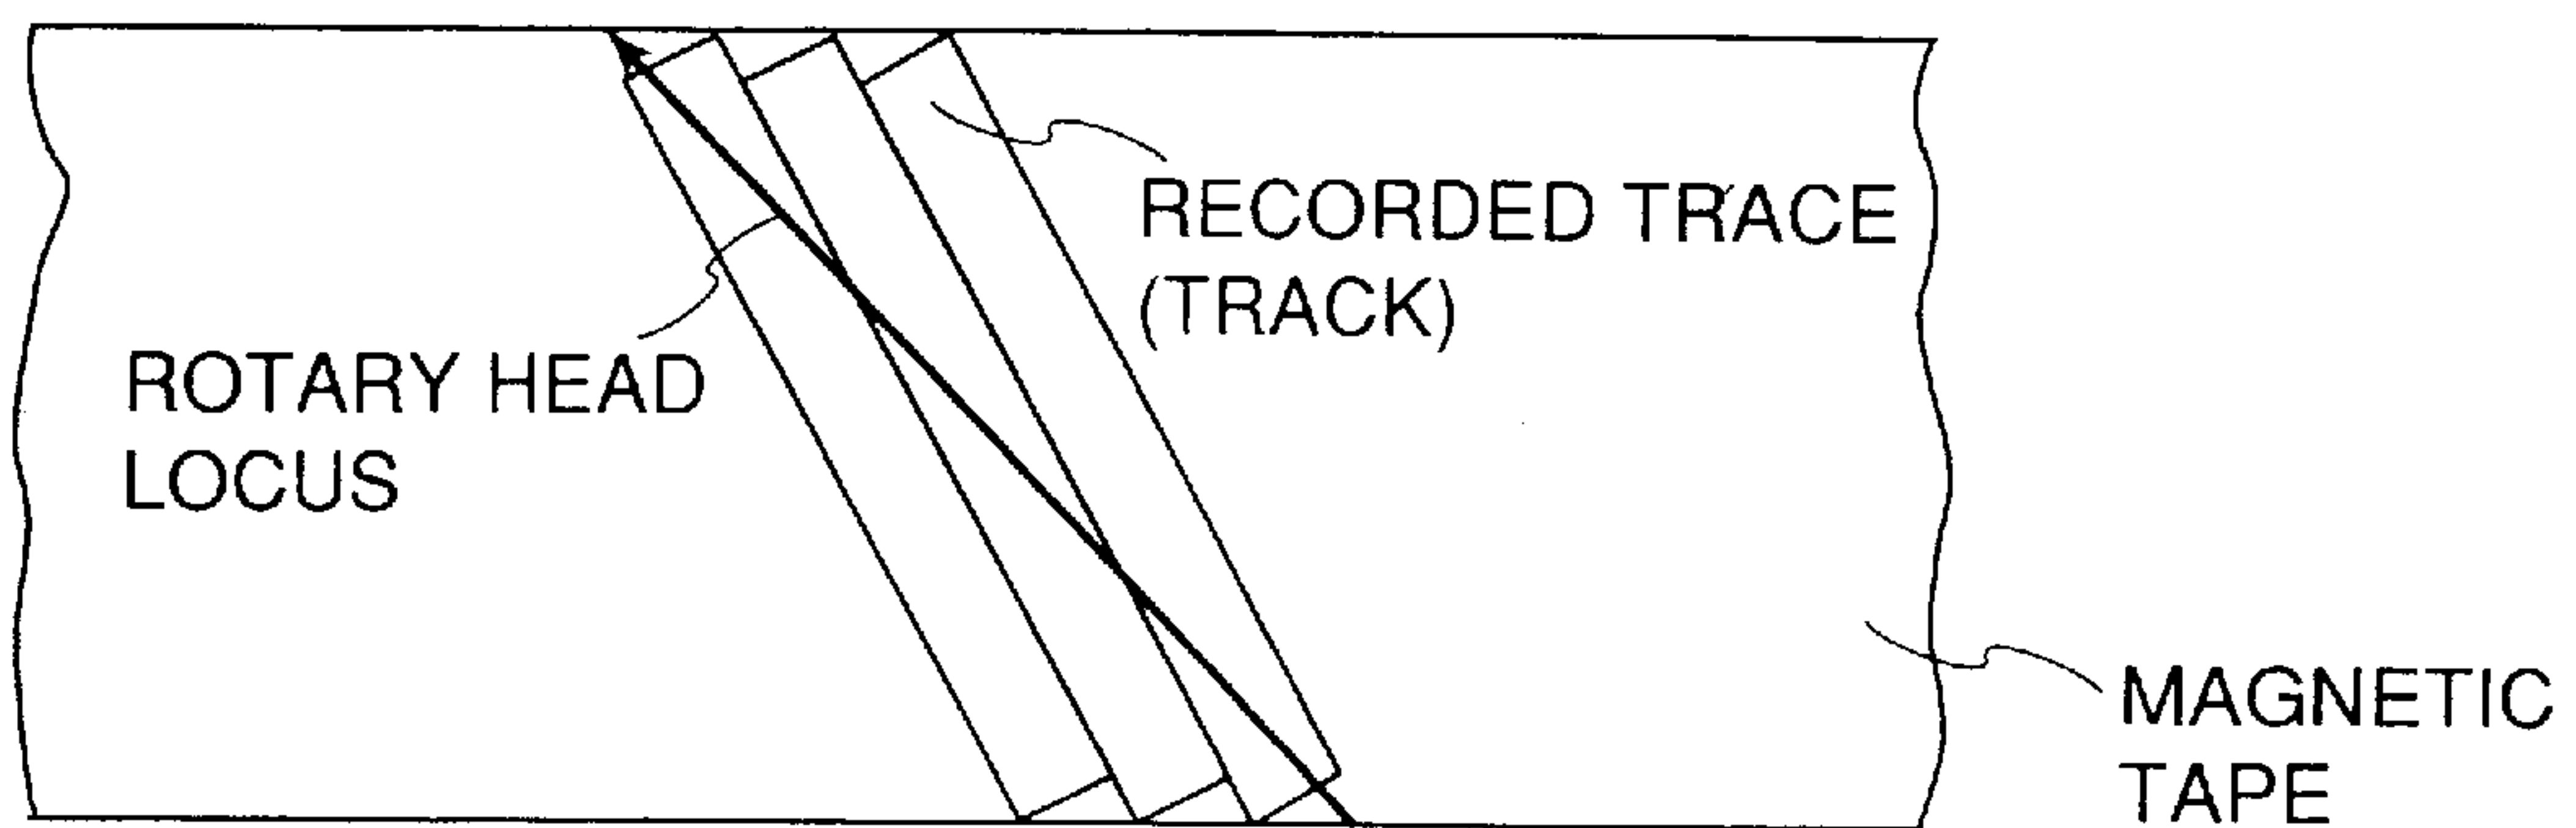 RECORDED TRACE
(TRACK)
ROTARY HEAD
LOCUS
MAGNETIC
TAPE